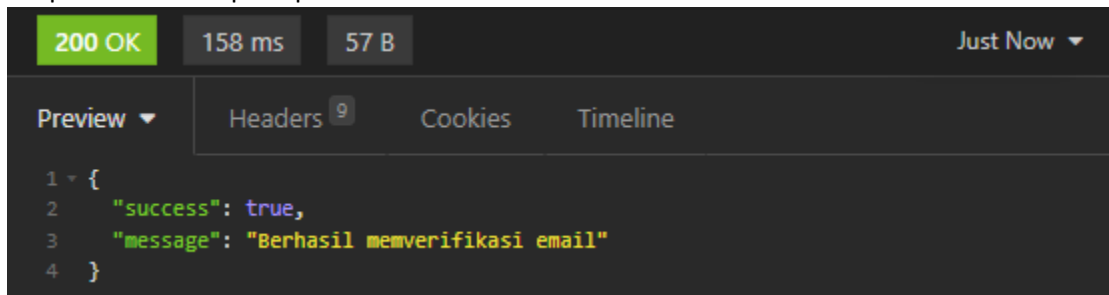 200 OK 158 ms 57 B Just Now
Preview Headers 9 Cookies Timeline
1 {
2 "success": true,
3 "message": "Berhasil memverifikasi email"
4 }